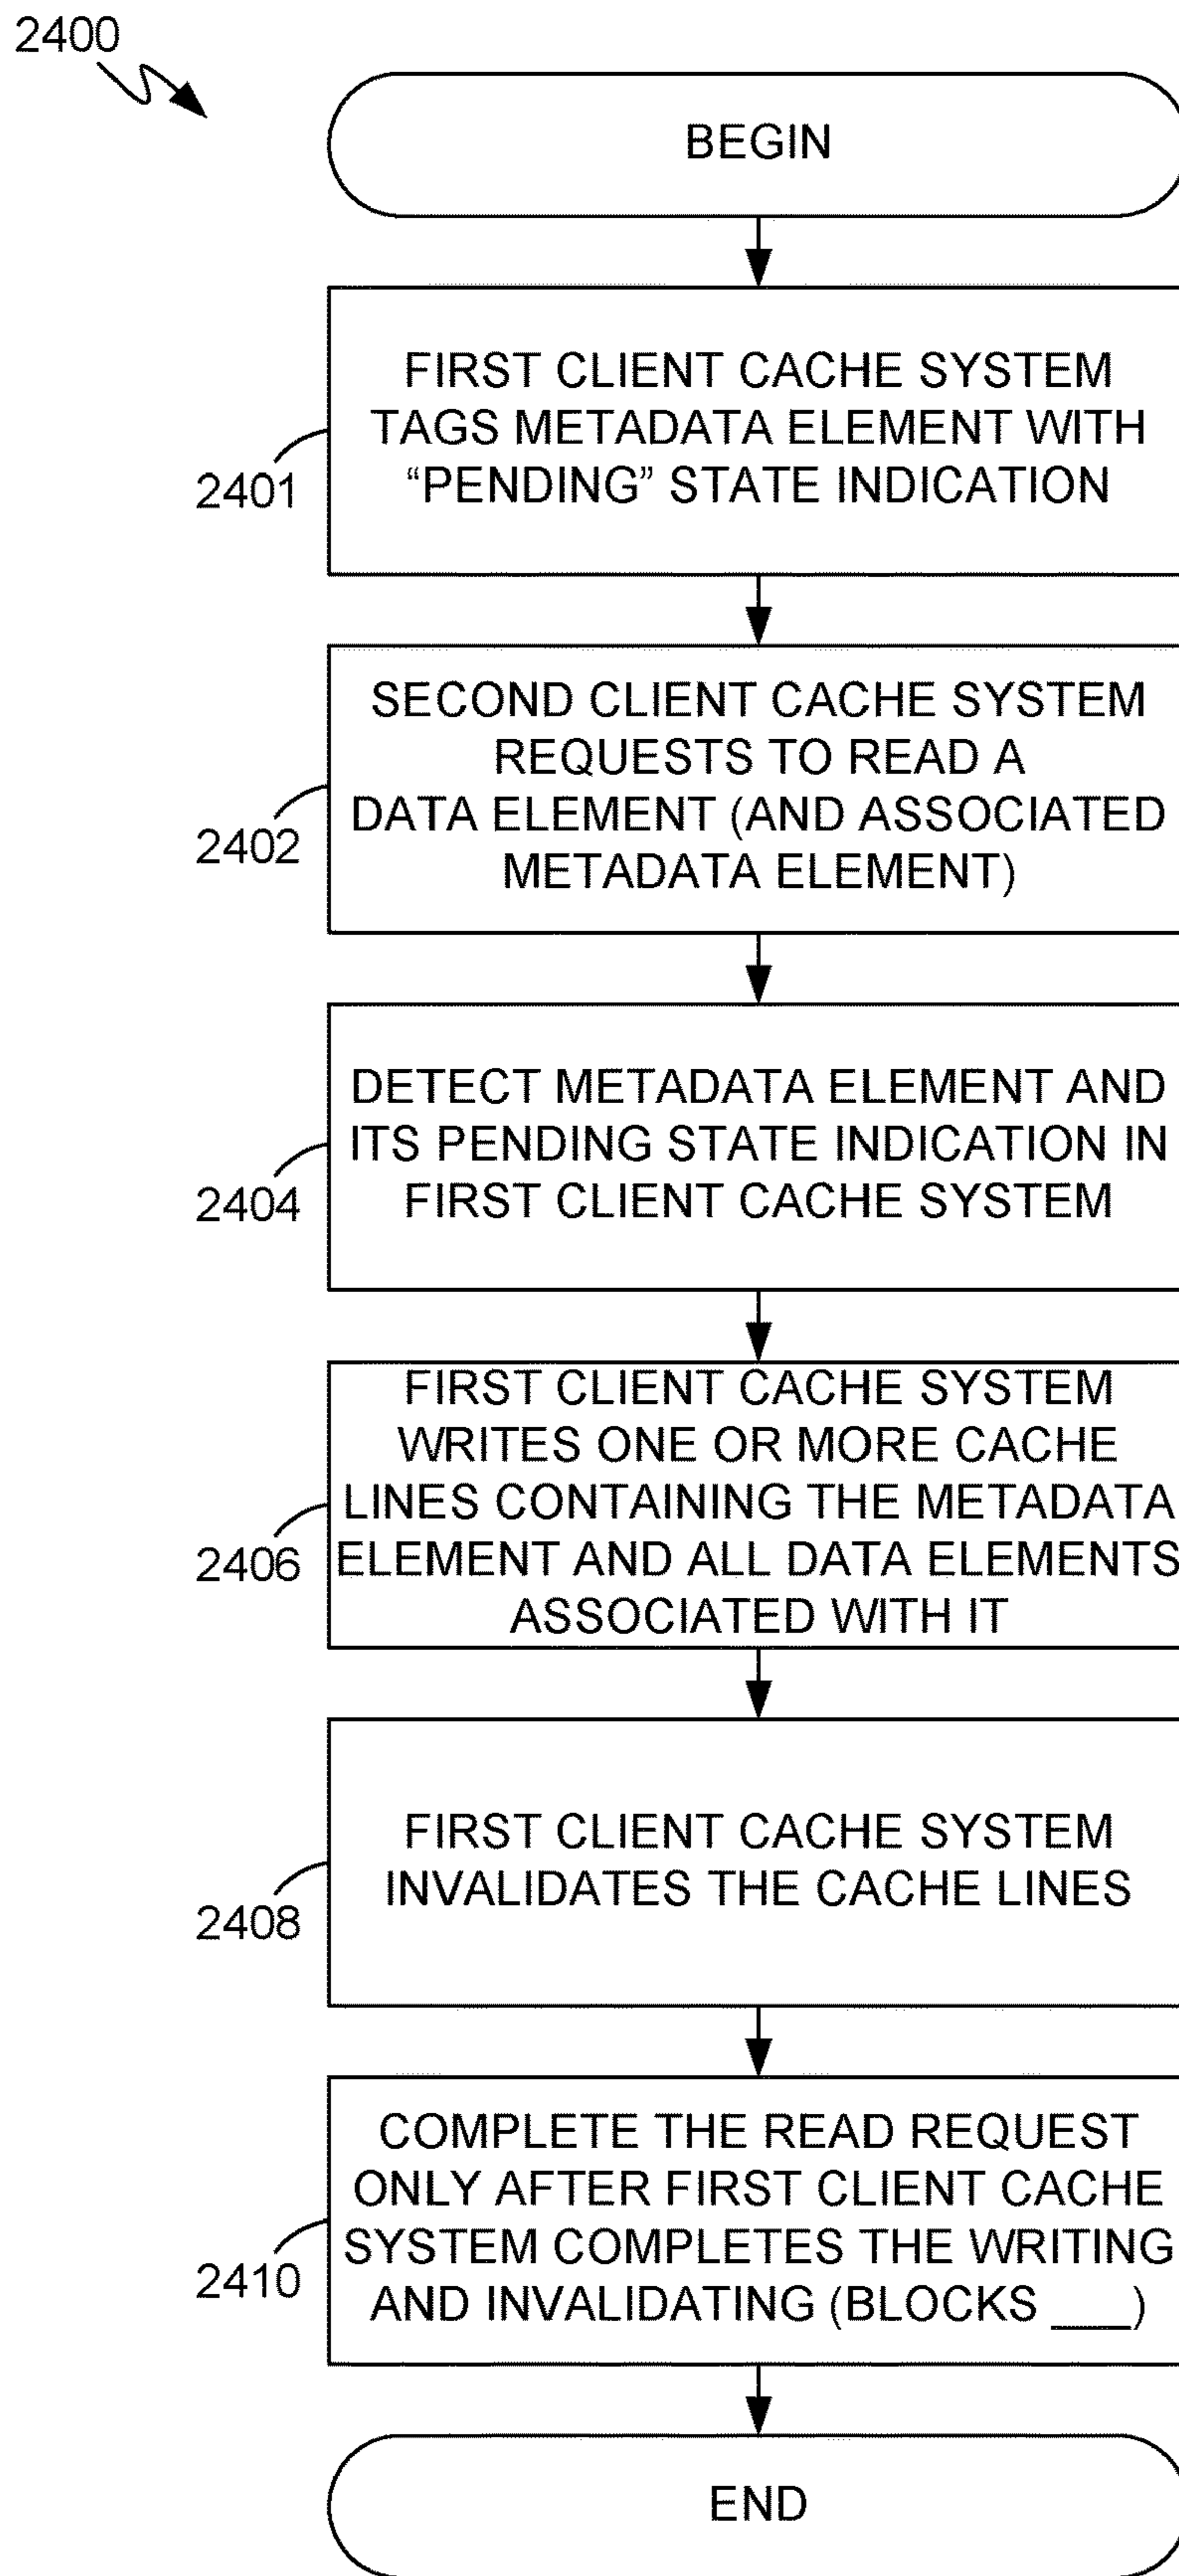 2400
BEGIN
FIRST CLIENT CACHE SYSTEM
TAGS METADATA ELEMENT WITH
“PENDING” STATE INDICATION
2401
SECOND CLIENT CACHE SYSTEM
REQUESTS TO READ A
DATA ELEMENT (AND ASSOCIATED
METADATA ELEMENT)
2402
DETECT METADATA ELEMENT AND
ITS PENDING STATE INDICATION IN
FIRST CLIENT CACHE SYSTEM
2404
FIRST CLIENT CACHE SYSTEM
WRITES ONE OR MORE CACHE
LINES CONTAINING THE METADATA
ELEMENT AND ALL DATA ELEMENTS
ASSOCIATED WITH IT
2406
FIRST CLIENT CACHE SYSTEM
INVALIDATES THE CACHE LINES
2408
COMPLETE THE READ REQUEST
ONLY AFTER FIRST CLIENT CACHE
SYSTEM COMPLETES THE WRITING
AND INVALIDATING (BLOCKS ___)
2410
END